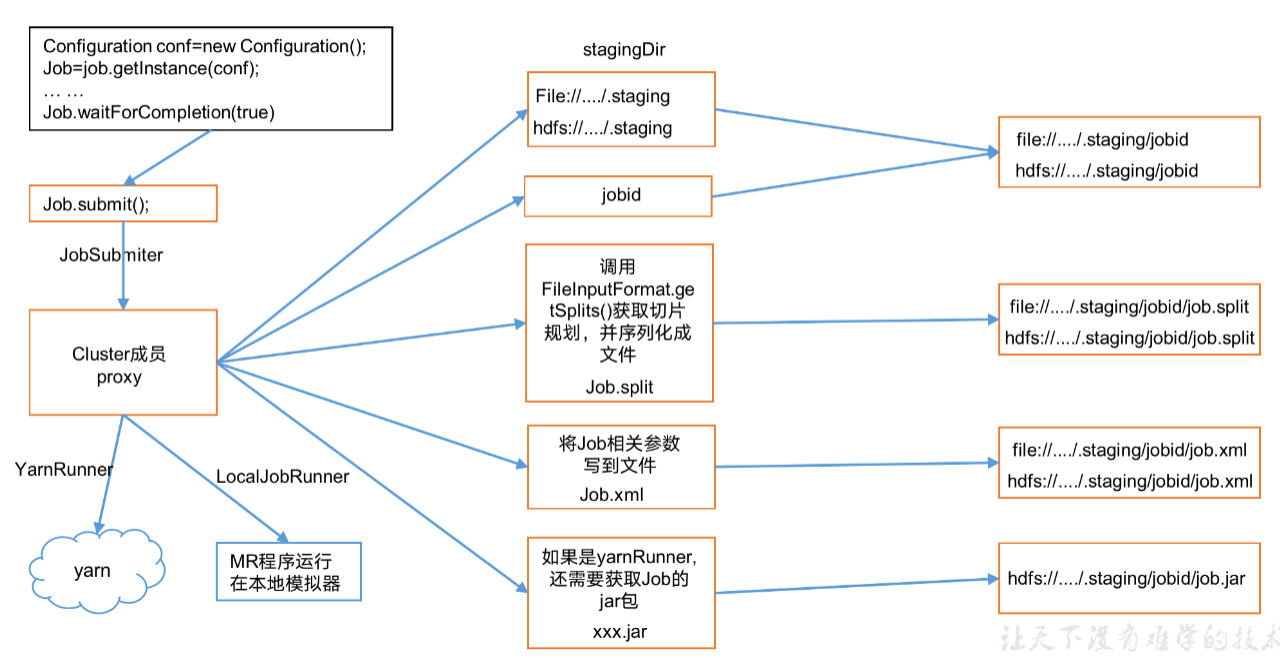 Configuration conf=new Configuration();
Job=job.getInstance(conf);
... ...
Job.waitForCompletion(true)
Job.submit();
JobSubmiter
Cluster成员
proxy
YarnRunner
LocalJobRunner
yarn
MR程序运行
在本地模拟器
stagingDir
File://..../.staging
hdfs://..../.staging
jobid
调用
FileInputFormat.ge
tSplits()获取切片
规划，并序列化成
文件
Job.split
将Job相关参数
写到文件
Job.xml
如果是yarnRunner,
还需要获取Job的
jar包
xxx.jar
file://..../.staging/jobid
hdfs://..../.staging/jobid
file://..../.staging/jobid/job.split
hdfs://..../.staging/jobid/job.split
file://..../.staging/jobid/job.xml
hdfs://..../.staging/jobid/job.xml
hdfs://..../.staging/jobid/job.jar
让天下没有难学的技术